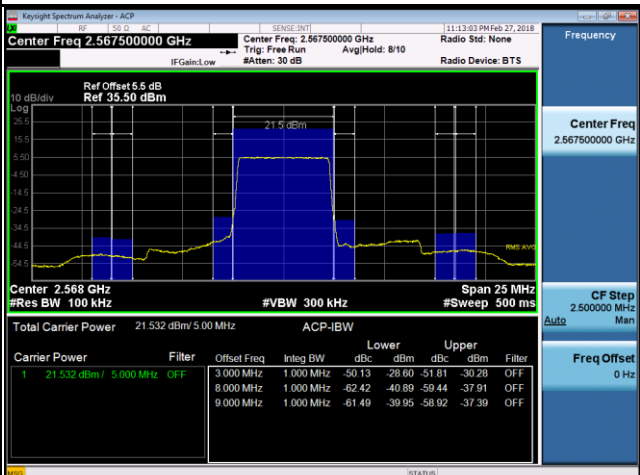 Keysight Spectrum Analyzer - ACP
RF 50 Ω AC SENSE:INT 11:13:03 PM Feb 27, 2018
Center Freq 2.567500000 GHz
Center Freq: 2.567500000 GHz
Radio Std: None
Trig: Free Run Avg|Hold: 8/10
IFGain:Low #Atten: 30 dB Radio Device: BTS
Frequency
Ref Offset 5.5 dB
10 dB/div Ref 35.50 dBm
Log
25.5
15.5
5.50
-4.50
-14.5
-24.5
-34.5
-44.5
-54.5
21.5 dBm
RMS AVG
Center Freq
2.567500000 GHz
Center 2.568 GHz Span 25 MHz
#Res BW 100 kHz #VBW 300 kHz #Sweep 500 ms
CF Step
2.500000 MHz
Auto Man
Freq Offset
0 Hz
Total Carrier Power 21.532 dBm/ 5.00 MHz ACP-IBW
Lower Upper
Carrier Power Filter Offset Freq Integ BW dBc dBm dBc dBm Filter
1 21.532 dBm / 5.000 MHz OFF 3.000 MHz 1.000 MHz -50.13 -28.60 -51.81 -30.28 OFF
8.000 MHz 1.000 MHz -62.42 -40.89 -59.44 -37.91 OFF
9.000 MHz 1.000 MHz -61.49 -39.95 -58.92 -37.39 OFF
MSG STATUS